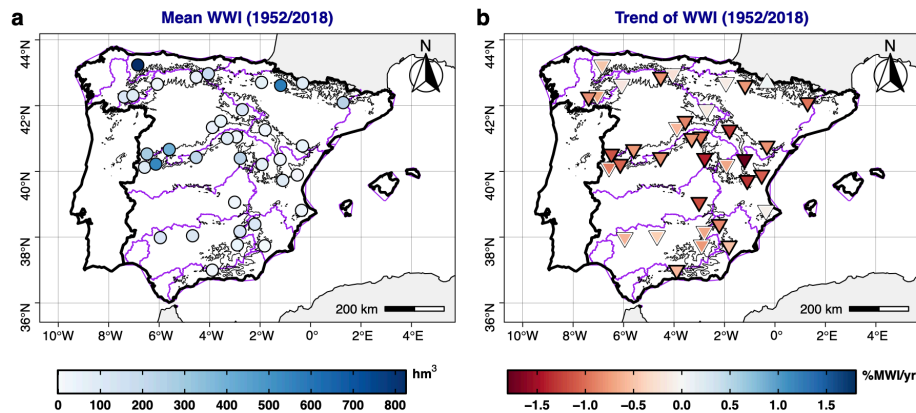 a
Mean WWI (1952/2018)
44°N
42°N
40°N
38°N
36°N
N
200 km
10°W 8°W 6°W 4°W 2°W 0° 2°E 4°E
hm³
0 100 200 300 400 500 600 700 800
b
Trend of WWI (1952/2018)
44°N
42°N
40°N
38°N
36°N
N
200 km
10°W 8°W 6°W 4°W 2°W 0° 2°E 4°E
%MWI/yr
−1.5 −1.0 −0.5 0.0 0.5 1.0 1.5